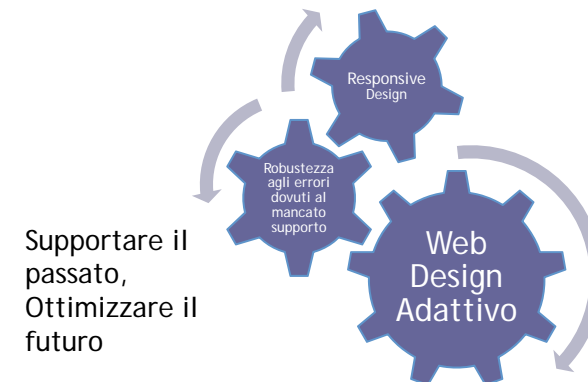 Responsive
Design
Robustezza
agli errori
dovuti al
mancato
supporto
Web
Design
Adattivo
Supportare il
passato,
Ottimizzare il
futuro